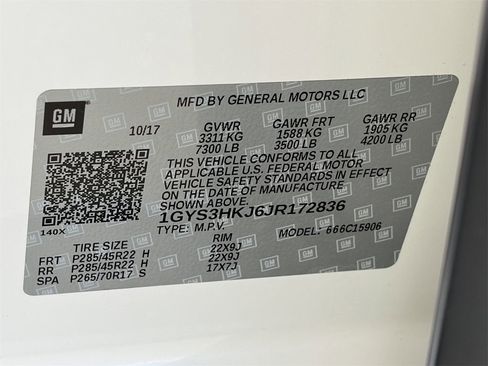 GM
MFD BY GENERAL MOTORS LLC
10/17 GVWR GAWR FRT GAWR RR
3311 KG 1588 KG 1905 KG
7300 LB 3500 LB 4200 LB
THIS VEHICLE CONFORMS TO ALL
APPLICABLE U.S. FEDERAL MOTOR
VEHICLE SAFETY STANDARDS IN EFFECT
ON THE DATE OF MANUFACTURE
SHOWN ABOVE.
1GYS3HKJ6JR172836
140X TYPE: M.P.V. MODEL: 666C15906
TIRE SIZE RIM
FRT P285/45R22 H 22X9J
RR P285/45R22 H 22X9J
SPA P265/70R17 S 17X7J